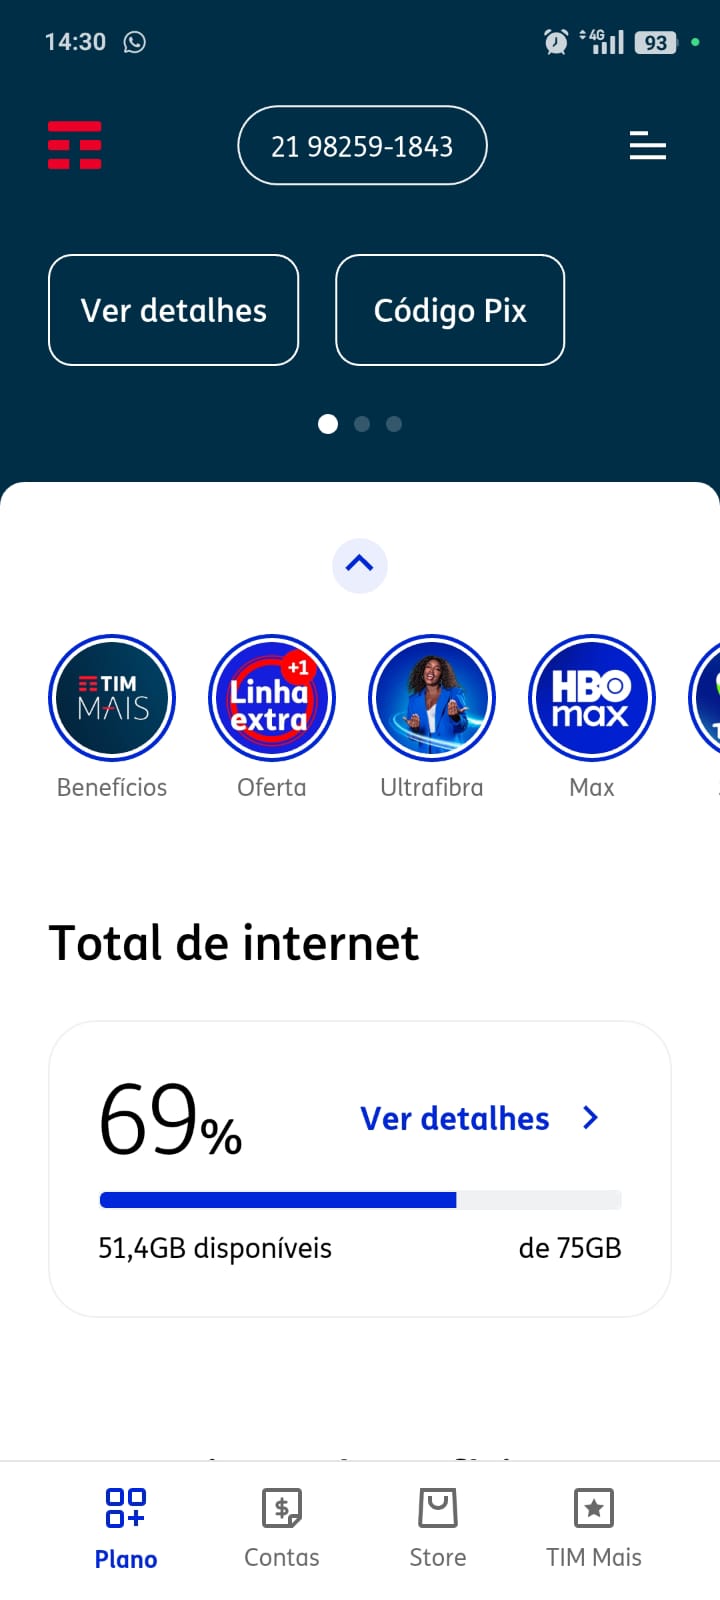 14:30
4G
93
21 98259-1843
Ver detalhes
Código Pix
TIM
MAIS
+1
Linha
extra
HBO
max
Benefícios
Oferta
Ultrafibra
Max
Total de internet
69%
Ver detalhes
51,4GB disponíveis
de 75GB
Plano
Contas
Store
TIM Mais